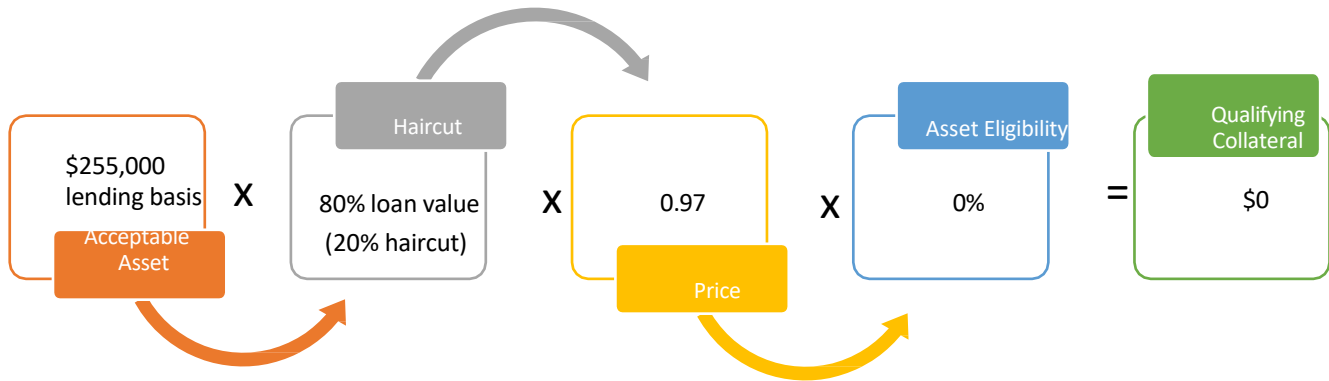 $255,000
lending basis
Acceptable
Asset
X
Haircut
80% loan value
(20% haircut)
X
0.97
Price
X
Asset Eligibility
0%
=
Qualifying
Collateral
$0